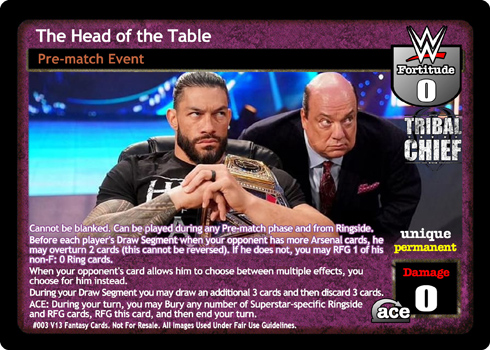 The Head of the Table
Pre-match Event
W
Fortitude
0
TRIBAL
CHIEF
Cannot be blanked. Can be played during any Pre-match phase and from Ringside.
Before each player's Draw Segment when your opponent has more Arsenal cards, he
may overturn 2 cards (this cannot be reversed). If he does not, you may RFG 1 of his
non-F: 0 Ring cards.
When your opponent's card allows him to choose between multiple effects, you
choose for him instead.
During your Draw Segment you may draw an additional 3 cards and then discard 3 cards.
ACE: During your turn, you may Bury any number of Superstar-specific Ringside
and RFG cards, RFG this card, and then end your turn.
#003 V13 Fantasy Cards. Not For Resale. All Images Used Under Fair Use Guidelines.
unique
permanent
Damage
0
ace